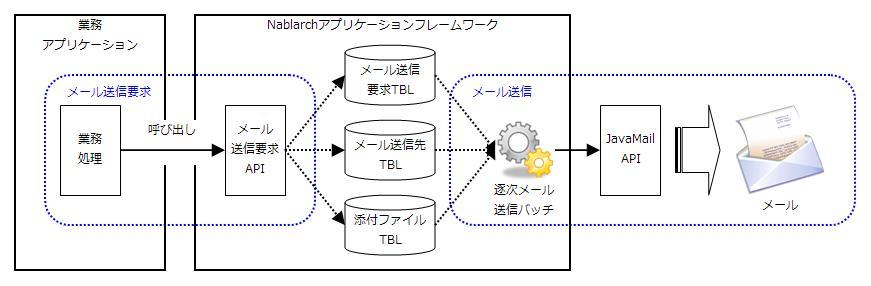 業務
アプリケーション
Nablarchアプリケーションフレームワーク
メール送信要求
業務
処理
呼び出し
メール
送信要求
API
メール送信
要求TBL
メール送信先
TBL
添付ファイル
TBL
メール送信
逐次メール
送信バッチ
JavaMail
API
メール